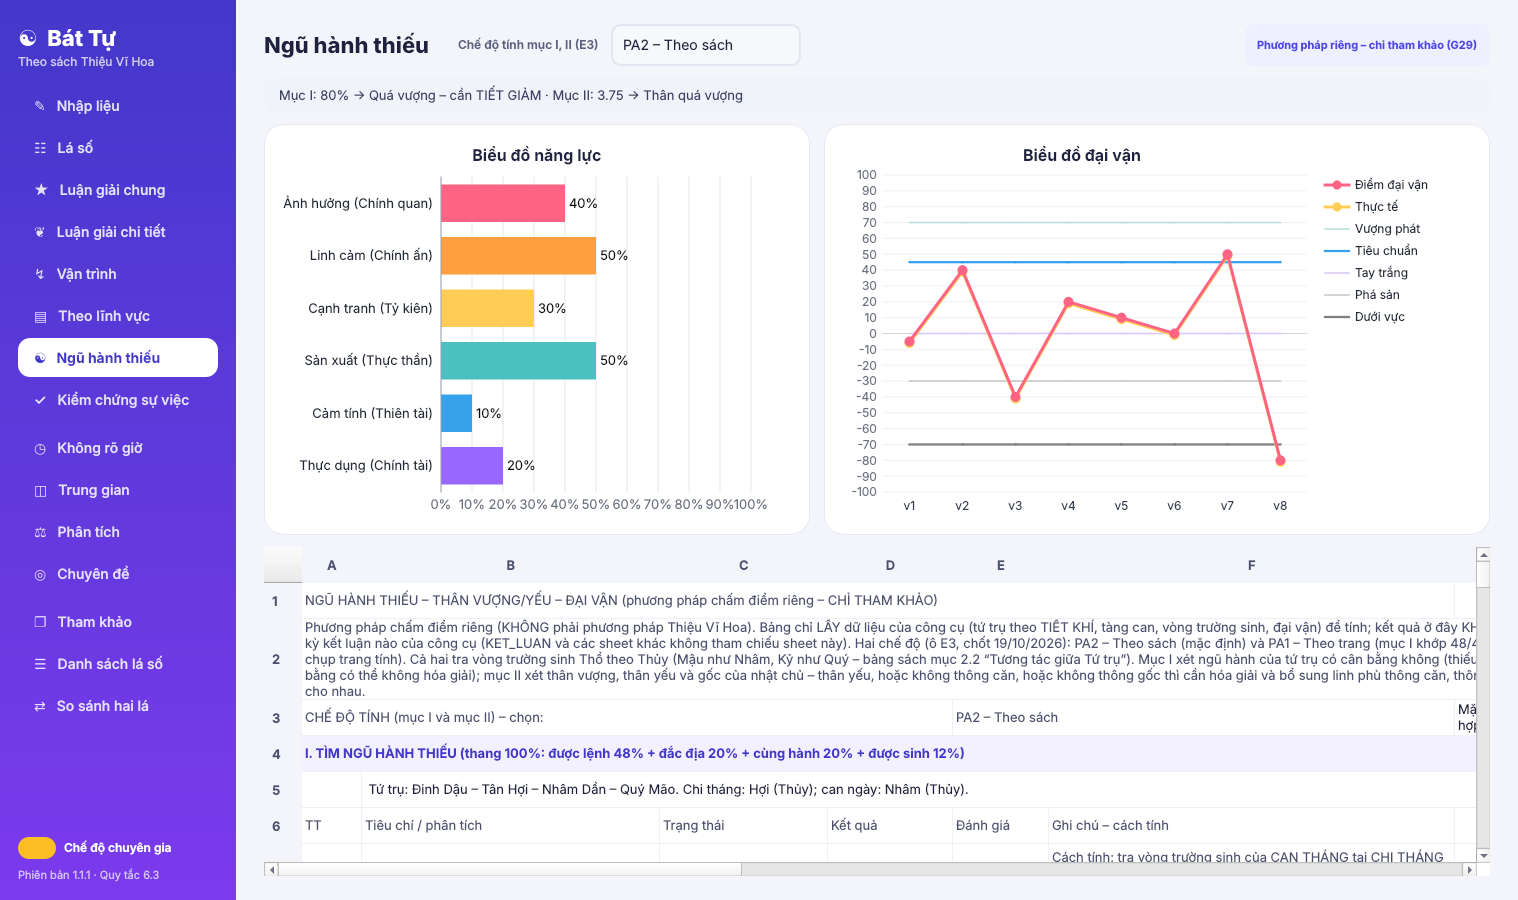 ☯ Bát Tự
Theo sách Thiệu Vĩ Hoa
Nhập liệu
Lá số
Luận giải chung
Luận giải chi tiết
Vận trình
Theo lĩnh vực
Ngũ hành thiếu
Kiểm chứng sự việc
Không rõ giờ
Trung gian
Phân tích
Chuyên đề
Tham khảo
Danh sách lá số
So sánh hai lá
Chế độ chuyên gia
Phiên bản 1.1.1 · Quy tắc 6.3
Ngũ hành thiếu
Chế độ tính mục I, II (E3)
PA2 – Theo sách
Phương pháp riêng – chỉ tham khảo (G29)
Mục I: 80% → Quá vượng – cần TIẾT GIẢM · Mục II: 3.75 → Thân quá vượng
Biểu đồ năng lực
Ảnh hưởng (Chính quan) 40%
Linh cảm (Chính ấn) 50%
Cạnh tranh (Tỷ kiên) 30%
Sản xuất (Thực thần) 50%
Cảm tính (Thiên tài) 10%
Thực dụng (Chính tài) 20%
0% 10% 20% 30% 40% 50% 60% 70% 80% 90% 100%
Biểu đồ đại vận
100
90
80
70
60
50
40
30
20
10
0
-10
-20
-30
-40
-50
-60
-70
-80
-90
-100
v1 v2 v3 v4 v5 v6 v7 v8
Điểm đại vận
Thực tế
Vượng phát
Tiêu chuẩn
Tay trắng
Phá sản
Dưới vực
A B C D E F
1 NGŨ HÀNH THIẾU – THÂN VƯỢNG/YẾU – ĐẠI VẬN (phương pháp chấm điểm riêng – CHỈ THAM KHẢO)
Phương pháp chấm điểm riêng (KHÔNG phải phương pháp Thiệu Vĩ Hoa). Bảng chỉ LẤY dữ liệu của công cụ (tứ trụ theo TIẾT KHÍ, tàng can, vòng trường sinh, đại vận) để tính; kết quả ở đây KH
kỳ kết luận nào của công cụ (KET_LUAN và các sheet khác không tham chiếu sheet này). Hai chế độ (ô E3, chốt 19/10/2026): PA2 – Theo sách (mặc định) và PA1 – Theo trang (mục I khớp 48/4
2 chụp trang tính). Cả hai tra vòng trường sinh Thổ theo Thủy (Mậu như Nhâm, Kỷ như Quý – bảng sách mục 2.2 “Tương tác giữa Tứ trụ”). Mục I xét ngũ hành của tứ trụ có cân bằng không (thiếu
bằng có thể không hóa giải); mục II xét thân vượng, thân yếu và gốc của nhật chủ – thân yếu, hoặc không thông căn, hoặc không thông gốc thì cần hóa giải và bổ sung linh phù thông căn, thôn
cho nhau.
3 CHẾ ĐỘ TÍNH (mục I và mục II) – chọn: PA2 – Theo sách Mặ
hợp
4 I. TÌM NGŨ HÀNH THIẾU (thang 100%: được lệnh 48% + đắc địa 20% + cùng hành 20% + được sinh 12%)
5 Tứ trụ: Đinh Dậu – Tân Hợi – Nhâm Dần – Quý Mão. Chi tháng: Hợi (Thủy); can ngày: Nhâm (Thủy).
6 TT Tiêu chí / phân tích Trạng thái Kết quả Đánh giá Ghi chú – cách tính
Cách tính: tra vòng trường sinh của CAN THÁNG tại CHI THÁNG